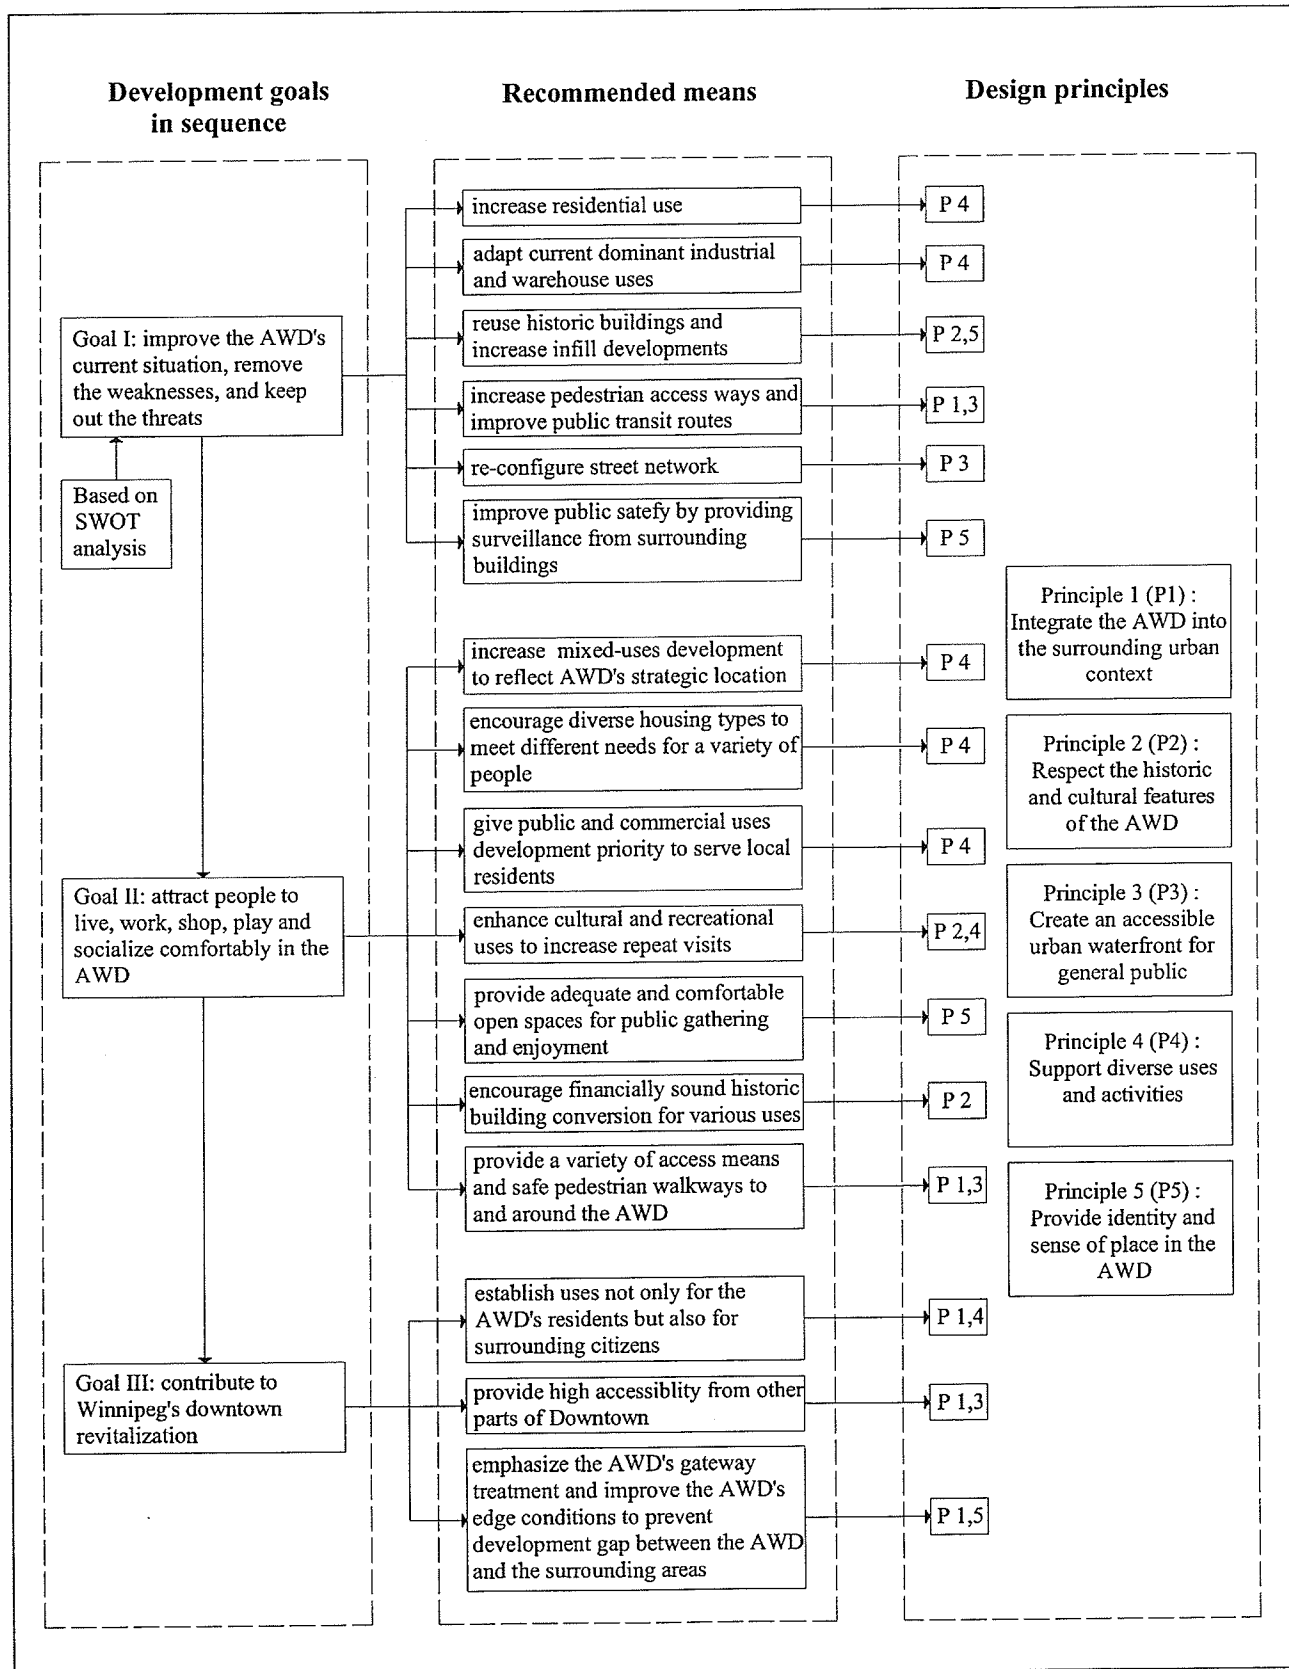 Development goals
in sequence
Recommended means
Design principles
Goal I: improve the AWD's
current situation, remove
the weaknesses, and keep
out the threats
Based on
SWOT
analysis
increase residential use
P 4
adapt current dominant industrial
and warehouse uses
P 4
reuse historic buildings and
increase infill developments
P 2,5
increase pedestrian access ways and
improve public transit routes
P 1,3
re-configure street network
P 3
improve public satefy by providing
surveillance from surrounding
buildings
P 5
Goal II: attract people to
live, work, shop, play and
socialize comfortably in the
AWD
increase mixed-uses development
to reflect AWD's strategic location
P 4
encourage diverse housing types to
meet different needs for a variety of
people
P 4
give public and commercial uses
development priority to serve local
residents
P 4
enhance cultural and recreational
uses to increase repeat visits
P 2,4
provide adequate and comfortable
open spaces for public gathering
and enjoyment
P 5
encourage financially sound historic
building conversion for various uses
P 2
provide a variety of access means
and safe pedestrian walkways to
and around the AWD
P 1,3
Goal III: contribute to
Winnipeg's downtown
revitalization
establish uses not only for the
AWD's residents but also for
surrounding citizens
P 1,4
provide high accessiblity from other
parts of Downtown
P 1,3
emphasize the AWD's gateway
treatment and improve the AWD's
edge conditions to prevent
development gap between the AWD
and the surrounding areas
P 1,5
Principle 1 (P1) :
Integrate the AWD into
the surrounding urban
context
Principle 2 (P2) :
Respect the historic
and cultural features
of the AWD
Principle 3 (P3) :
Create an accessible
urban waterfront for
general public
Principle 4 (P4) :
Support diverse uses
and activities
Principle 5 (P5) :
Provide identity and
sense of place in the
AWD